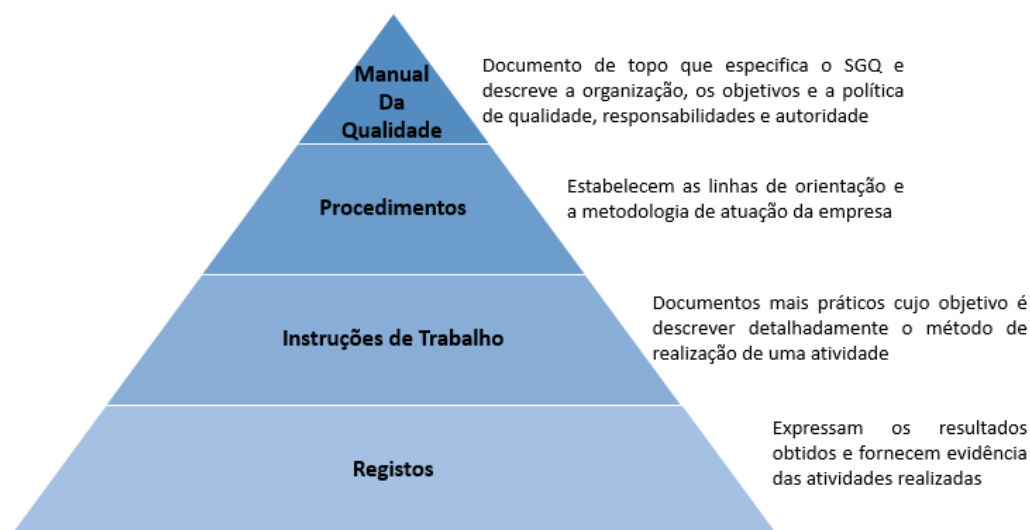 Manual
Da
Qualidade
Documento de topo que especifica o SGQ e
descreve a organização, os objetivos e a política
de qualidade, responsabilidades e autoridade
Procedimentos
Estabelecem as linhas de orientação e
a metodologia de atuação da empresa
Instruções de Trabalho
Documentos mais práticos cujo objetivo é
descrever detalhadamente o método de
realização de uma atividade
Registos
Expressam os resultados
obtidos e fornecem evidência
das atividades realizadas